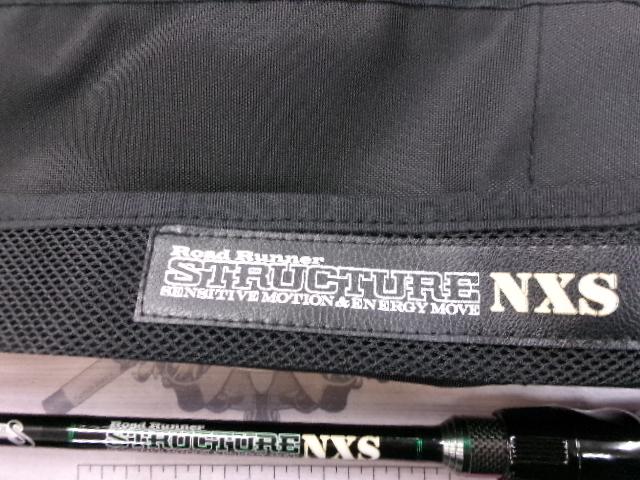 Road Runner
STRUCTURE NXS
SENSITIVE MOTION & ENERGY MOVE
Road Runner
STRUCTURE NXS